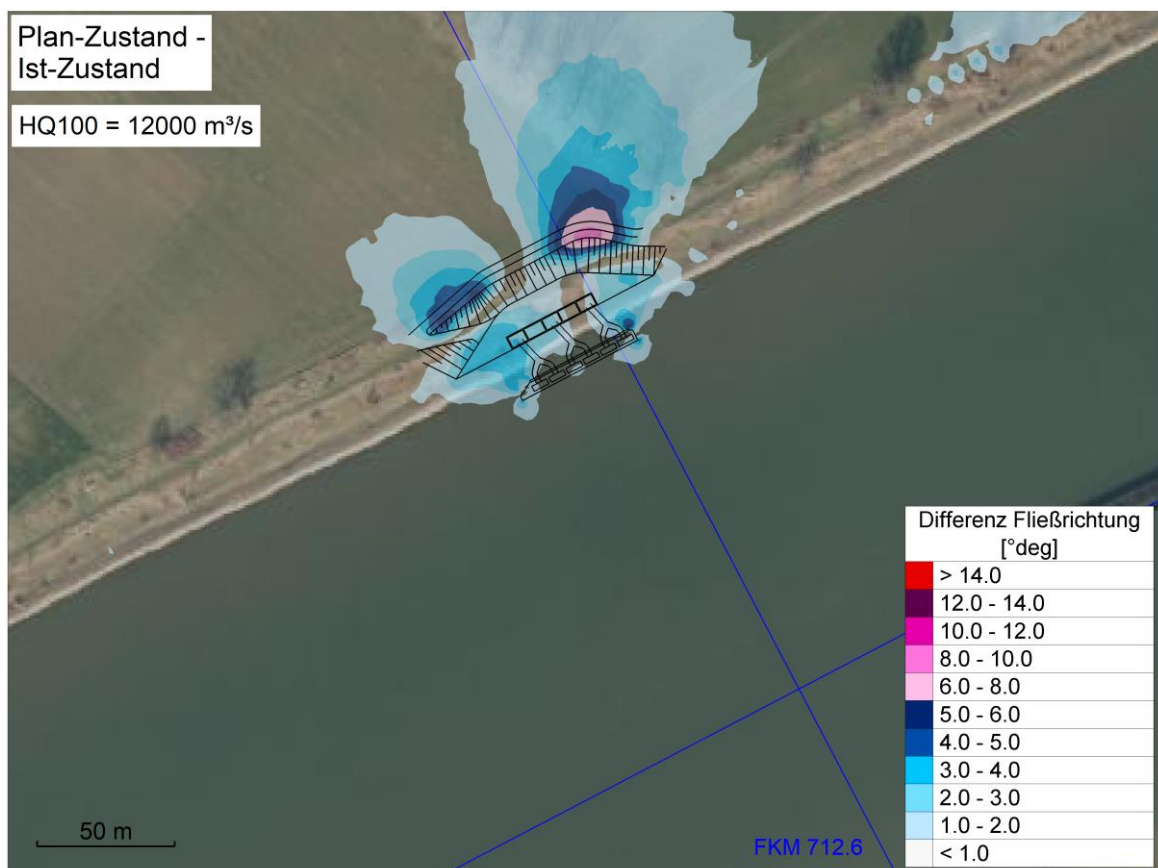 Plan-Zustand -
Ist-Zustand
HQ100 = 12000 m³/s
Differenz Fließrichtung
[°deg]
> 14.0
12.0 - 14.0
10.0 - 12.0
8.0 - 10.0
6.0 - 8.0
5.0 - 6.0
4.0 - 5.0
3.0 - 4.0
2.0 - 3.0
1.0 - 2.0
< 1.0
50 m
FKM 712.6